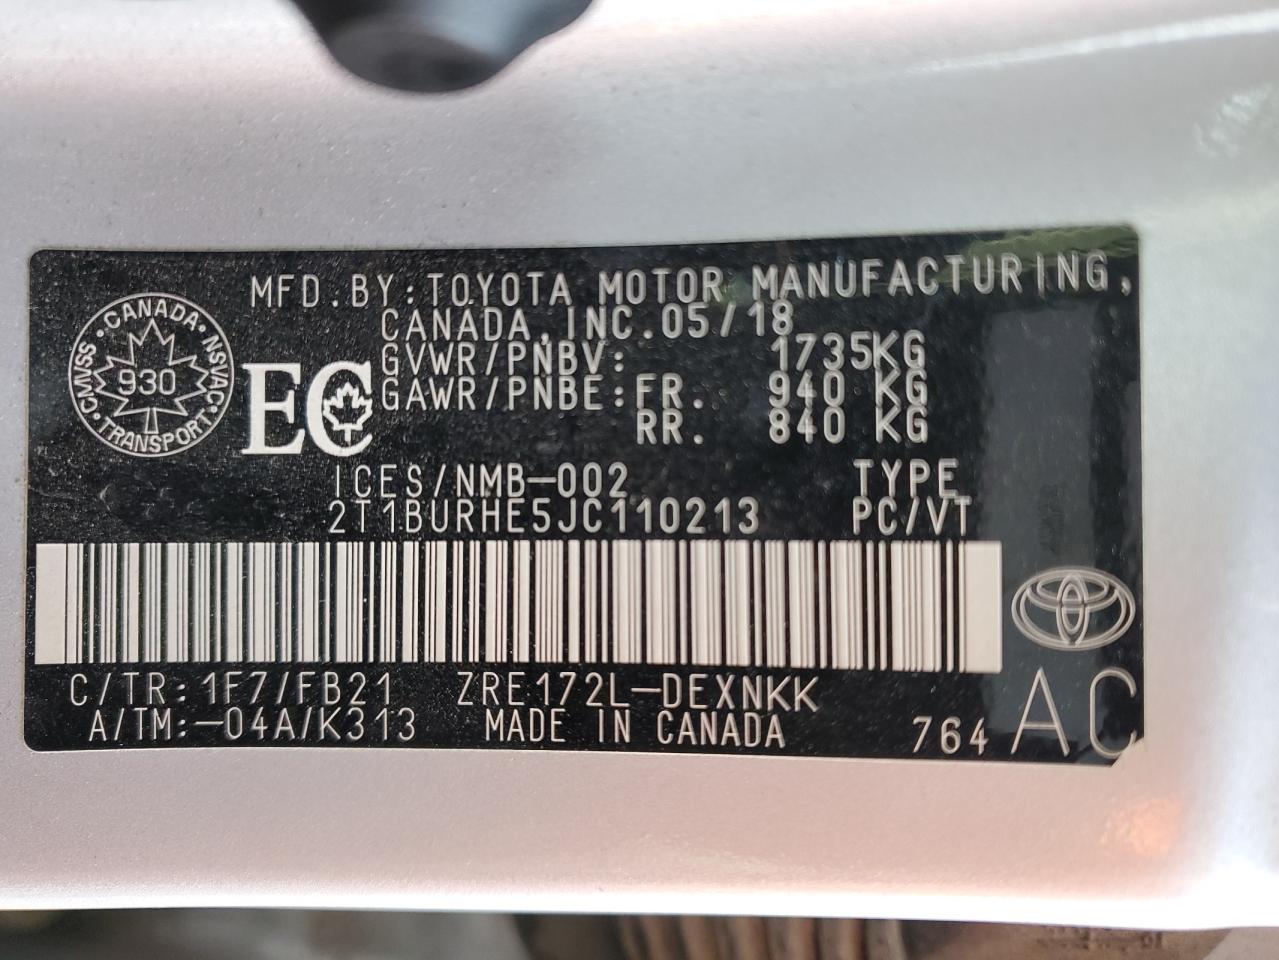 MFD.BY:TOYOTA MOTOR MANUFACTURING,
CANADA,INC.05/18
GVWR/PNBV: 1735KG
GAWR/PNBE:FR. 940 KG
RR. 840 KG
CANADA
930
CMVSS
NSVAC
TRANSPORT
EC
ICES/NMB-002 TYPE
2T1BURHE5JC110213 PC/VT
C/TR:1F7/FB21 ZRE172L-DEXNKK
A/TM:-04A/K313 MADE IN CANADA 764 AC